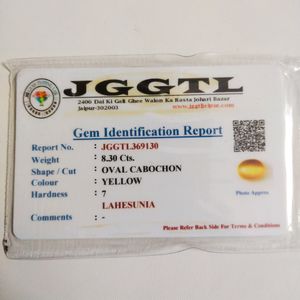 JGGTL
2406 Dai Ki Gali Ghee Walon Ka Rasta Johari Bazar
Jaipur-302003
Gem Identification Report
Report No. : JGGTL369130
Weight : 8.30 Cts.
Shape / Cut : OVAL CABOCHON
Colour : YELLOW
Hardness : 7
LAHESUNIA
Comments : -
Photo Approx
Please Refer Back Side For Terms & Conditions